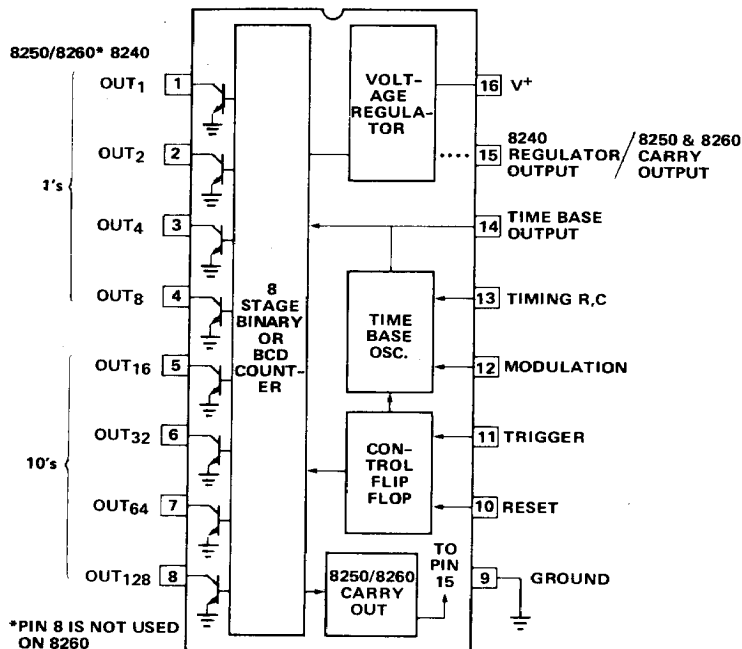 8250/8260* 8240
OUT1
1
OUT2
2
1's
OUT4
3
OUT8
4
OUT16
5
OUT32
6
10's
OUT64
7
OUT128
8
*PIN 8 IS NOT USED
ON 8260
8
STAGE
BINARY
OR
BCD
COUNT-
ER
VOLT-
AGE
REGULA-
TOR
TIME
BASE
OSC.
CON-
TROL
FLIP
FLOP
8250/8260
CARRY
OUT
TO
PIN
15
16
V+
15
8240
REGULATOR
OUTPUT
/
8250 & 8260
CARRY
OUTPUT
14
TIME BASE
OUTPUT
13
TIMING R,C
12
MODULATION
11
TRIGGER
10
RESET
9
GROUND